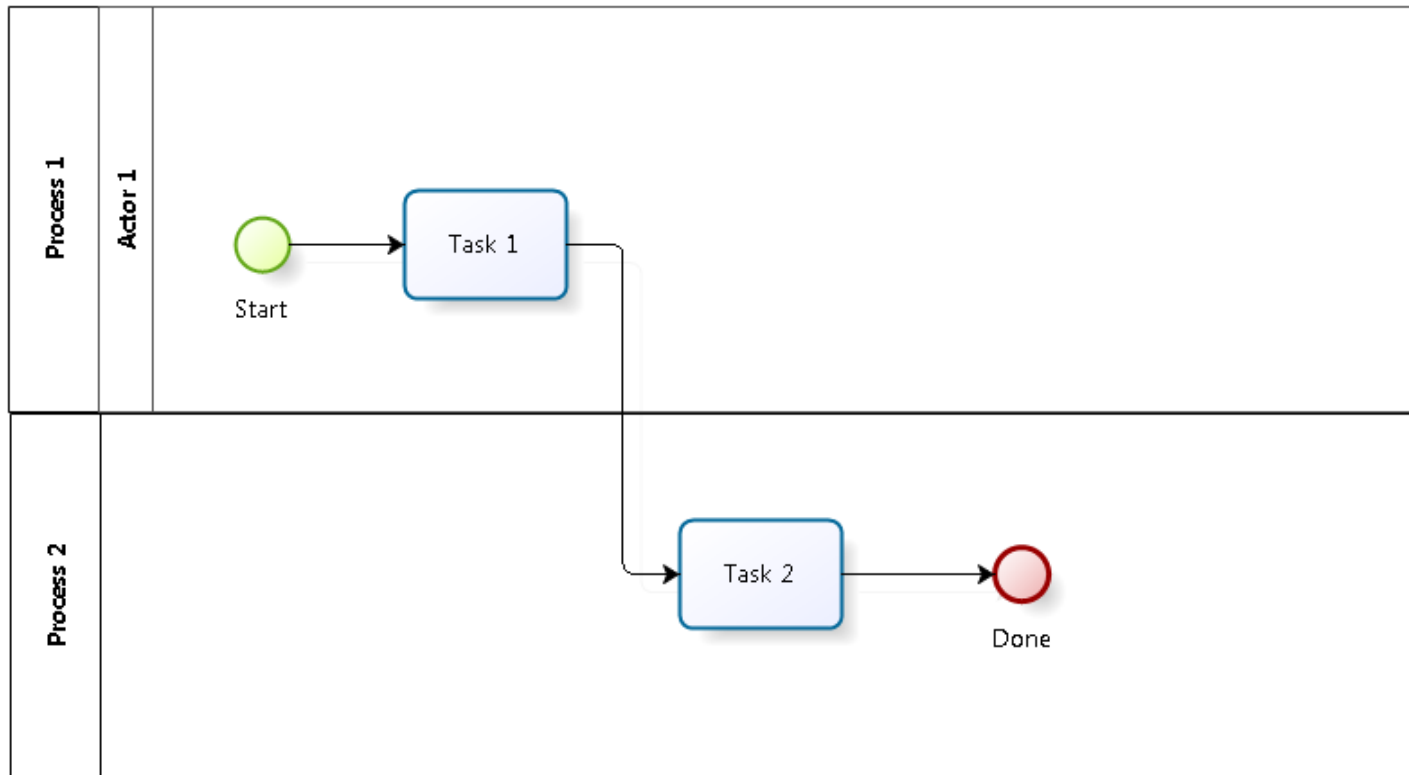 Process 1
Actor 1
Start
Task 1
Process 2
Task 2
Done